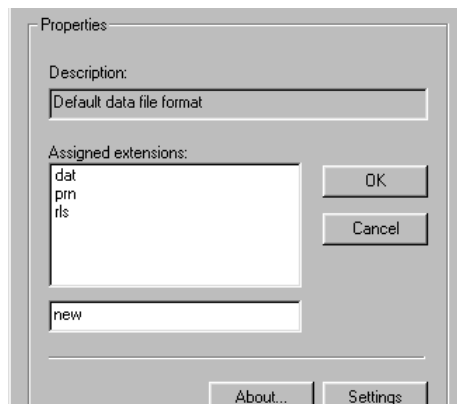 Properties
Description:
Default data file format
Assigned extensions:
dat
prn
rls
OK
Cancel
new
About...
Settings